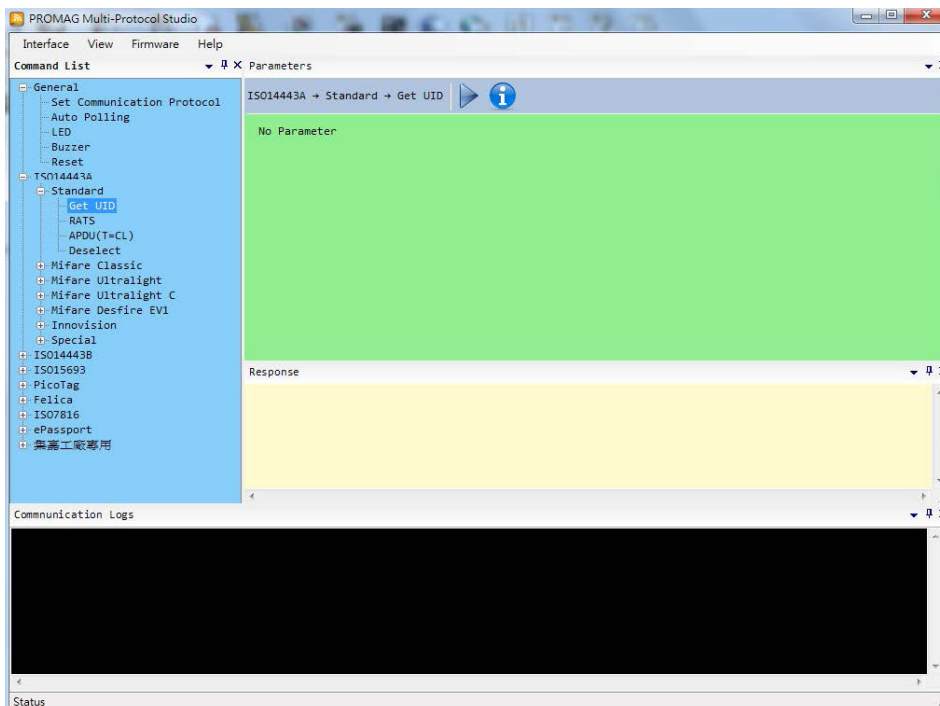 PROMAG Multi-Protocol Studio
Interface View Firmware Help
Command List
General
Set Communication Protocol
Auto Polling
LED
Buzzer
Reset
ISO14443A
Standard
Get UID
RATS
APDU(T=CL)
Deselect
Mifare Classic
Mifare Ultralight
Mifare Ultralight C
Mifare Desfire EV1
Innovision
Special
ISO14443B
ISO15693
PicoTag
Felica
ISO7816
ePassport
集嘉工廠專用
Parameters
ISO14443A → Standard → Get UID
No Parameter
Response
Commnunication Logs
Status